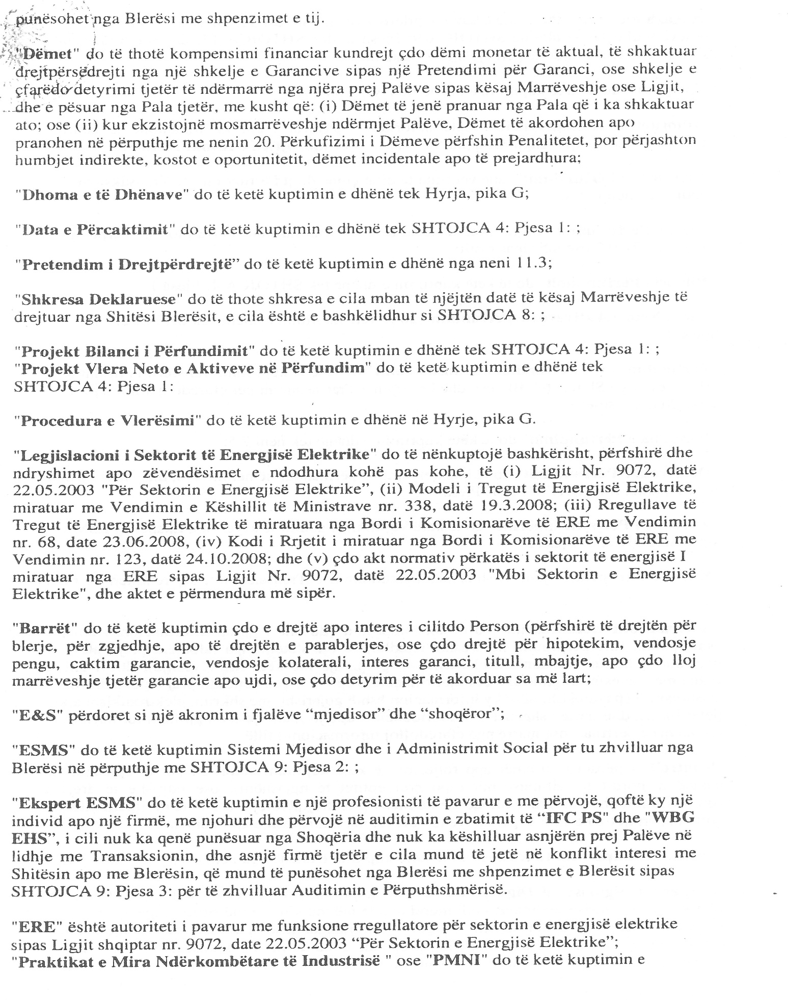 punësohet nga Blerësi me shpenzimet e tij.
"Dëmet" do të thotë kompensimi financiar kundrejt çdo dëmi monetar të aktual, të shkaktuar
drejtpërsëdrejti nga një shkelje e Garancive sipas një Pretendimi për Garanci, ose shkelje e
çfarëdo detyrimi tjetër të ndërmarrë nga njëra prej Palëve sipas kësaj Marrëveshje ose Ligjit,
dhe e pësuar nga Pala tjetër, me kusht që: (i) Dëmet të jenë pranuar nga Pala që i ka shkaktuar
ato; ose (ii) kur ekzistojnë mosmarrëveshje ndërmjet Palëve, Dëmet të akordohen apo
pranohen në përputhje me nenin 20. Përkufizimi i Dëmeve përfshin Penalitetet, por përjashton
humbjet indirekte, kostot e oportunitetit, dëmet incidentale apo të prejardhura;
"Dhoma e të Dhënave" do të ketë kuptimin e dhënë tek Hyrja, pika G;
"Data e Përcaktimit" do të ketë kuptimin e dhënë tek SHTOJCA 4: Pjesa 1: ;
"Pretendim i Drejtpërdrejtë” do të ketë kuptimin e dhënë nga neni 11.3;
"Shkresa Deklaruese" do të thote shkresa e cila mban të njëjtën datë të kësaj Marrëveshje të
drejtuar nga Shitësi Blerësit, e cila është e bashkëlidhur si SHTOJCA 8: ;
"Projekt Bilanci i Përfundimit" do të ketë kuptimin e dhënë tek SHTOJCA 4: Pjesa 1: ;
"Projekt Vlera Neto e Aktiveve në Përfundim" do të ketë kuptimin e dhënë tek
SHTOJCA 4: Pjesa 1:
"Procedura e Vlerësimi" do të ketë kuptimin e dhënë në Hyrje, pika G.
"Legjislacioni i Sektorit të Energjisë Elektrike" do të nënkuptojë bashkërisht, përfshirë dhe
ndryshimet apo zëvendësimet e ndodhura kohë pas kohe, të (i) Ligjit Nr. 9072, datë
22.05.2003 "Për Sektorin e Energjisë Elektrike”, (ii) Modeli i Tregut të Energjisë Elektrike,
miratuar me Vendimin e Këshillit të Ministrave nr. 338, datë 19.3.2008; (iii) Rregullave të
Tregut të Energjisë Elektrike të miratuara nga Bordi i Komisionarëve të ERE me Vendimin
nr. 68, date 23.06.2008, (iv) Kodi i Rrjetit i miratuar nga Bordi i Komisionarëve të ERE me
Vendimin nr. 123, datë 24.10.2008; dhe (v) çdo akt normativ përkatës i sektorit të energjisë I
miratuar nga ERE sipas Ligjit Nr. 9072, datë 22.05.2003 "Mbi Sektorin e Energjisë
Elektrike", dhe aktet e përmendura më sipër.
"Barrët" do të ketë kuptimin çdo e drejtë apo interes i cilitdo Person (përfshirë të drejtën për
blerje, për zgjedhje, apo të drejtën e parablerjes, ose çdo drejtë për hipotekim, vendosje
pengu, caktim garancie, vendosje kolaterali, interes garanci, titull, mbajtje, apo çdo lloj
marrëveshje tjetër garancie apo ujdi, ose çdo detyrim për të akorduar sa më lart;
"E&S" përdoret si një akronim i fjalëve “mjedisor” dhe “shoqëror”;
"ESMS" do të ketë kuptimin Sistemi Mjedisor dhe i Administrimit Social për tu zhvilluar nga
Blerësi në përputhje me SHTOJCA 9: Pjesa 2: ;
"Ekspert ESMS" do të ketë kuptimin e një profesionisti të pavarur e me përvojë, qoftë ky një
individ apo një firmë, me njohuri dhe përvojë në auditimin e zbatimit të “IFC PS" dhe "WBG
EHS”, i cili nuk ka qenë punësuar nga Shoqëria dhe nuk ka këshilluar asnjërën prej Palëve në
lidhje me Transaksionin, dhe asnjë firmë tjetër e cila mund të jetë në konflikt interesi me
Shitësin apo me Blerësin, që mund të punësohet nga Blerësi me shpenzimet e Blerësit sipas
SHTOJCA 9: Pjesa 3: për të zhvilluar Auditimin e Përputhshmërisë.
"ERE" është autoriteti i pavarur me funksione rregullatore për sektorin e energjisë elektrike
sipas Ligjit shqiptar nr. 9072, date 22.05.2003 “Për Sektorin e Energjisë Elektrike”;
"Praktikat e Mira Ndërkombëtare të Industrisë " ose "PMNI" do të ketë kuptimin e